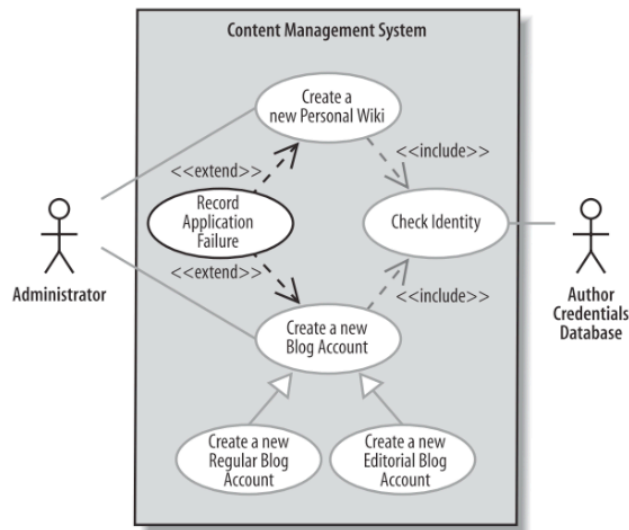 Content Management System
Create a
new Personal Wiki
<<extend>>
<<include>>
Record
Application
Failure
Check Identity
<<extend>>
<<include>>
Administrator
Author
Credentials
Database
Create a new
Blog Account
Create a new
Regular Blog
Account
Create a new
Editorial Blog
Account